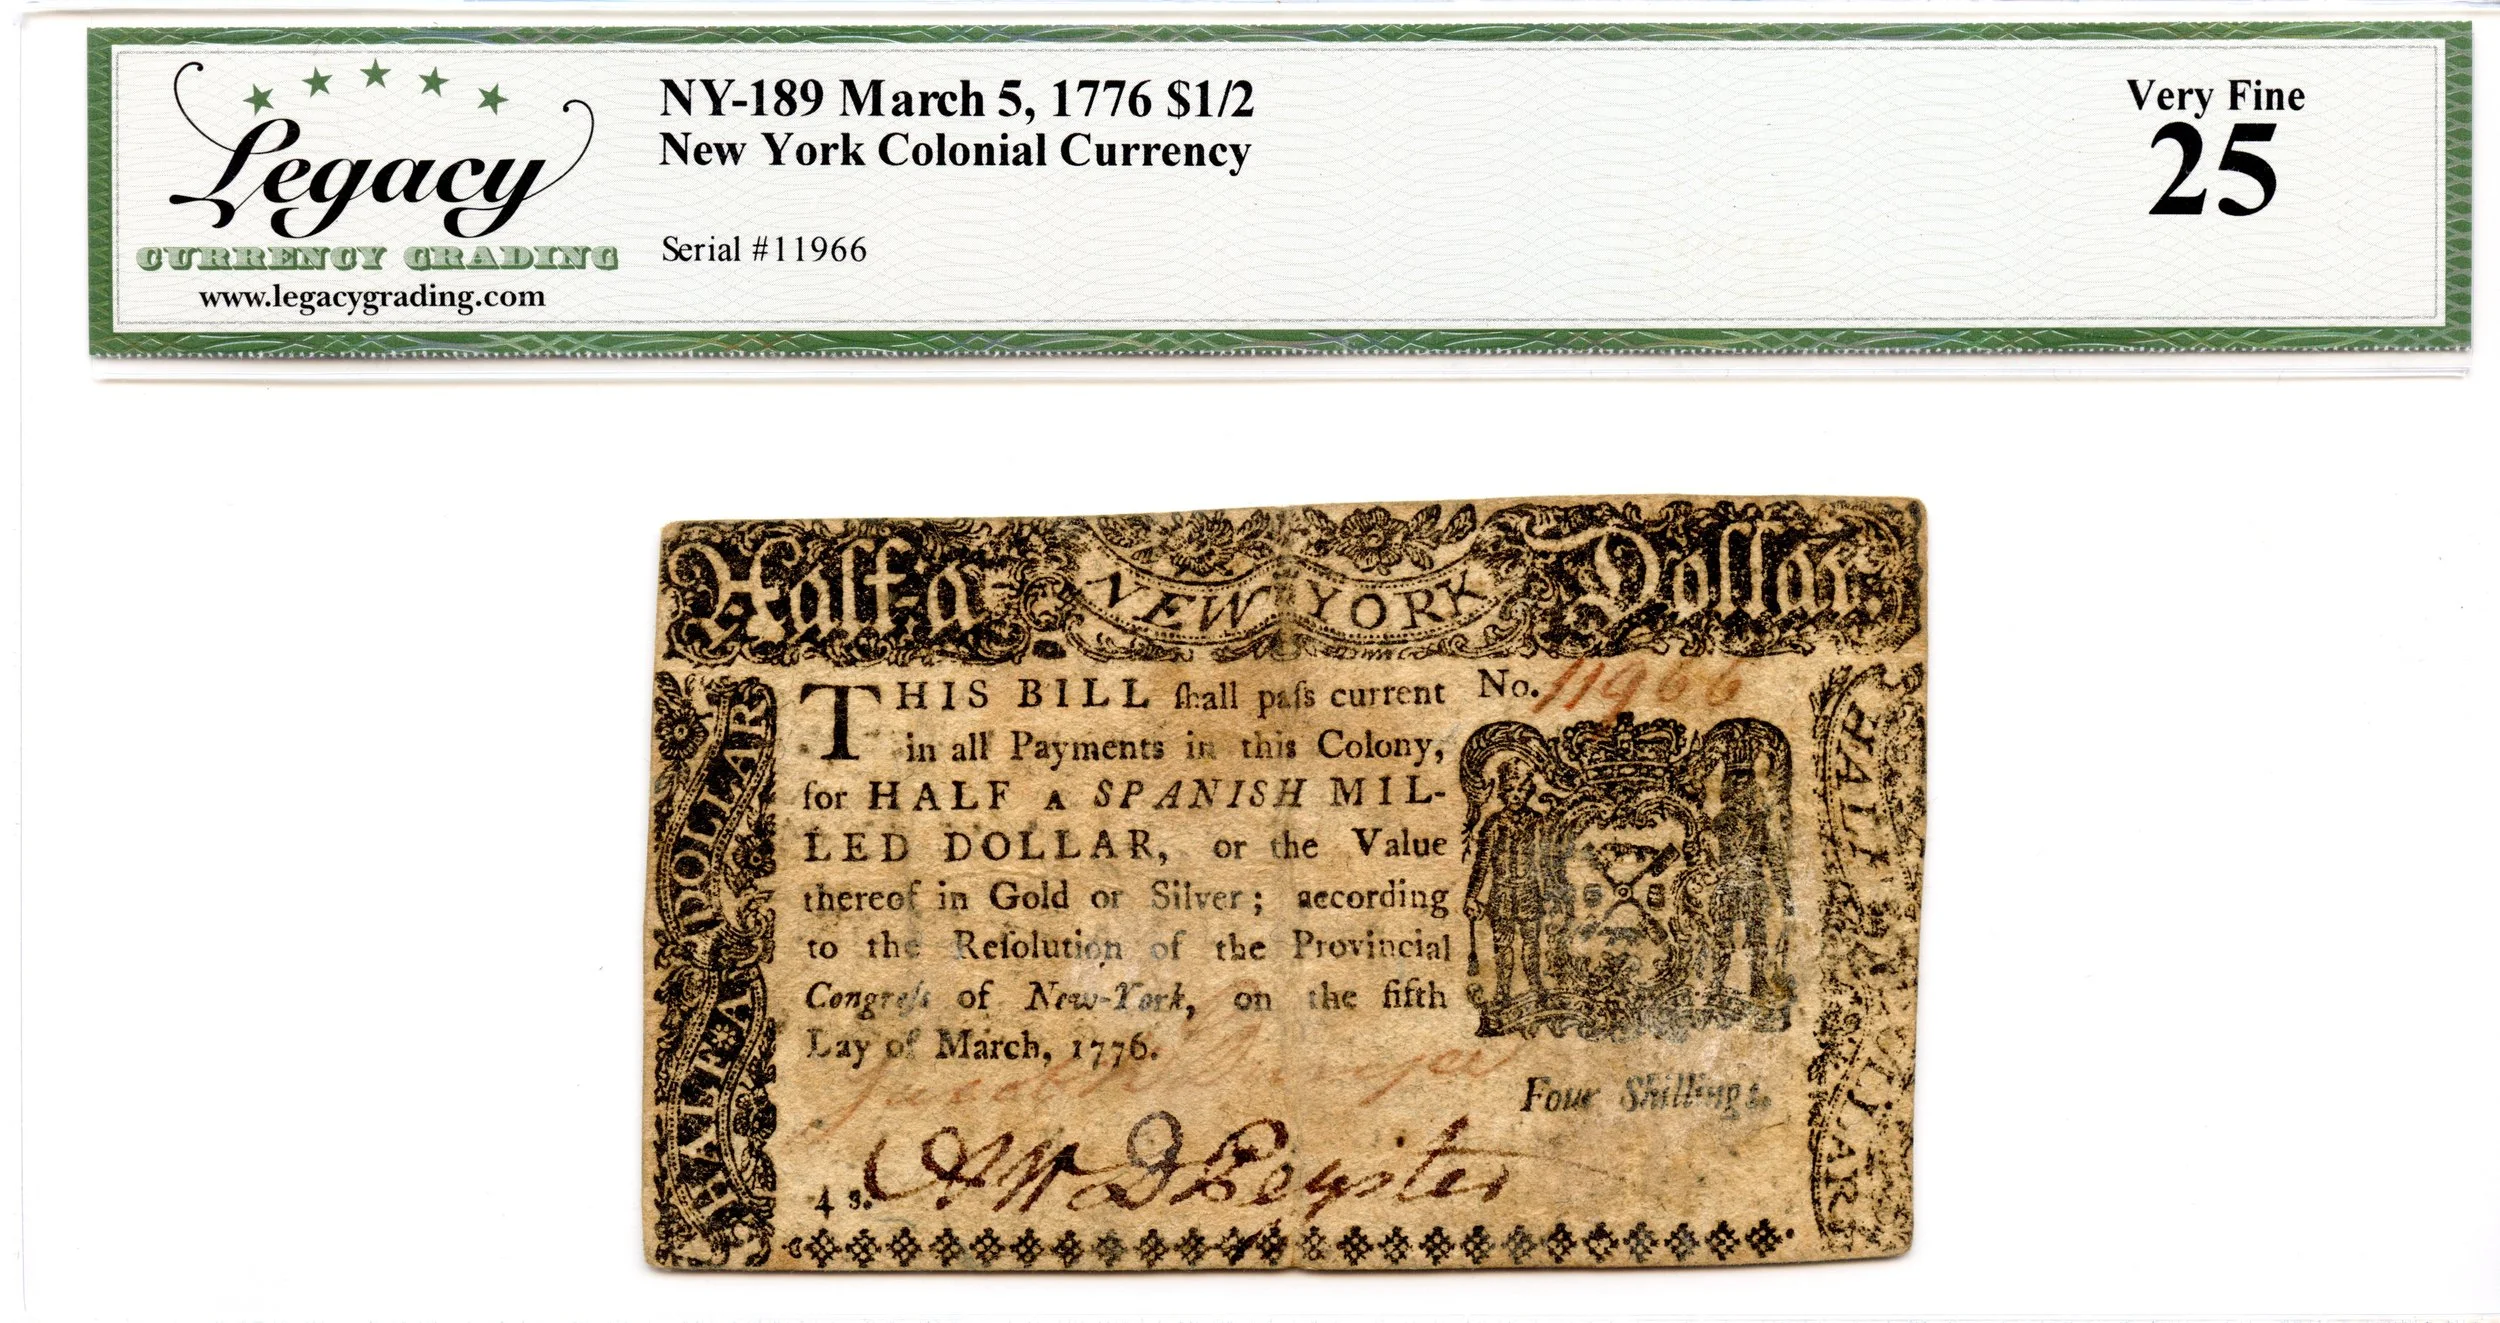 Legacy
CURRENCY GRADING
www.legacygrading.com
NY-189 March 5, 1776 $1/2
New York Colonial Currency
Serial #11966
Very Fine
25
Half-a-
NEW YORK
Dollar.
THIS BILL ſhall paſs current
in all Payments in this Colony,
for HALF A SPANISH MIL-
LED DOLLAR, or the Value
thereof in Gold or Silver; according
to the Reſolution of the Provincial
Congreſs of New-York, on the fifth
Day of March, 1776.
No. 11966
Four Shillings.
4 s.
HALF A DOLLAR
HALF A DOLLAR